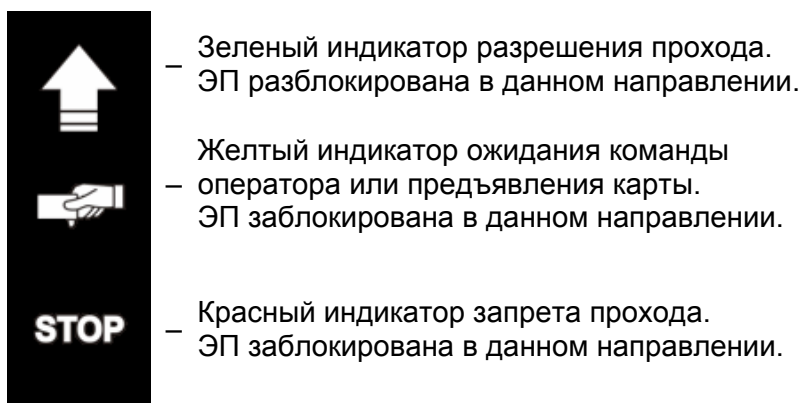 – Зеленый индикатор разрешения прохода.
ЭП разблокирована в данном направлении.
Желтый индикатор ожидания команды
– оператора или предъявления карты.
ЭП заблокирована в данном направлении.
STOP
– Красный индикатор запрета прохода.
ЭП заблокирована в данном направлении.